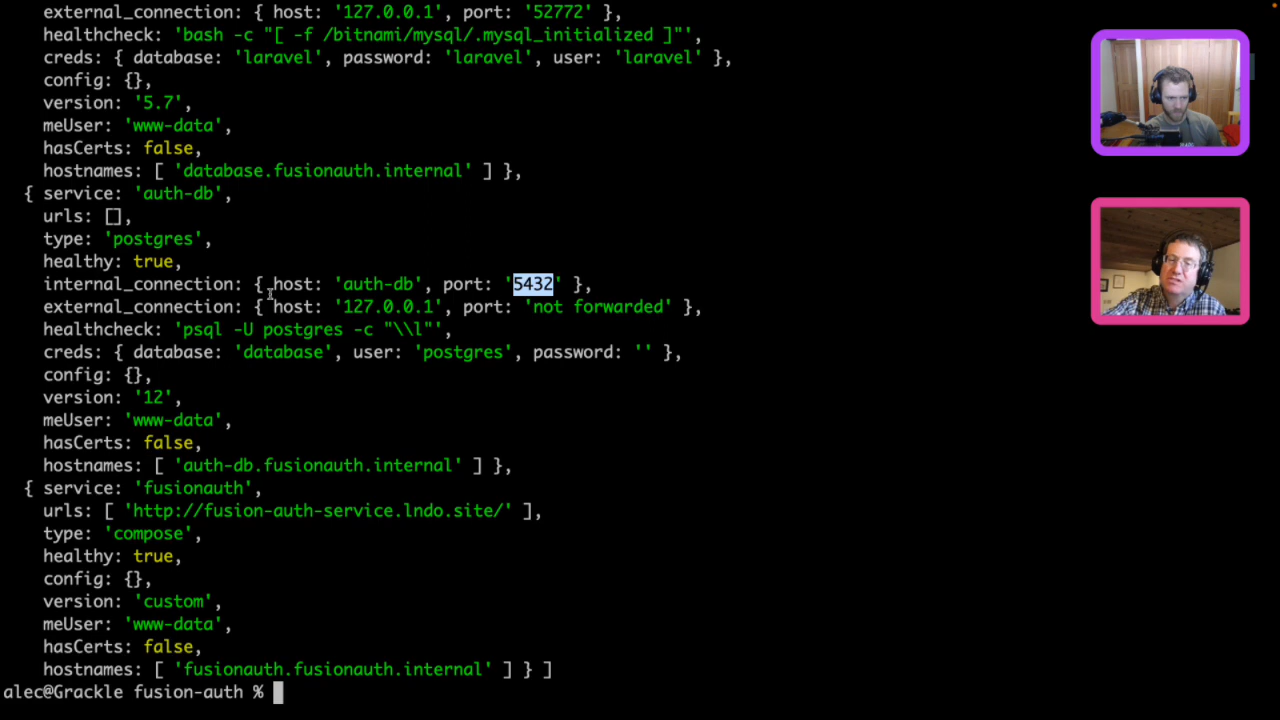 external_connection: { host: '127.0.0.1', port: '52772' },
healthcheck: 'bash -c "[ -f /bitnami/mysql/.mysql_initialized ]"',
creds: { database: 'laravel', password: 'laravel', user: 'laravel' },
config: {},
version: '5.7',
meUser: 'www-data',
hasCerts: false,
hostnames: [ 'database.fusionauth.internal' ] },
{ service: 'auth-db',
urls: [],
type: 'postgres',
healthy: true,
internal_connection: { host: 'auth-db', port: '5432' },
external_connection: { host: '127.0.0.1', port: 'not forwarded' },
healthcheck: 'psql -U postgres -c "\\l"',
creds: { database: 'database', user: 'postgres', password: '' },
config: {},
version: '12',
meUser: 'www-data',
hasCerts: false,
hostnames: [ 'auth-db.fusionauth.internal' ] },
{ service: 'fusionauth',
urls: [ 'http://fusion-auth-service.lndo.site/' ],
type: 'compose',
healthy: true,
config: {},
version: 'custom',
meUser: 'www-data',
hasCerts: false,
hostnames: [ 'fusionauth.fusionauth.internal' ] } ]
alec@Grackle fusion-auth %